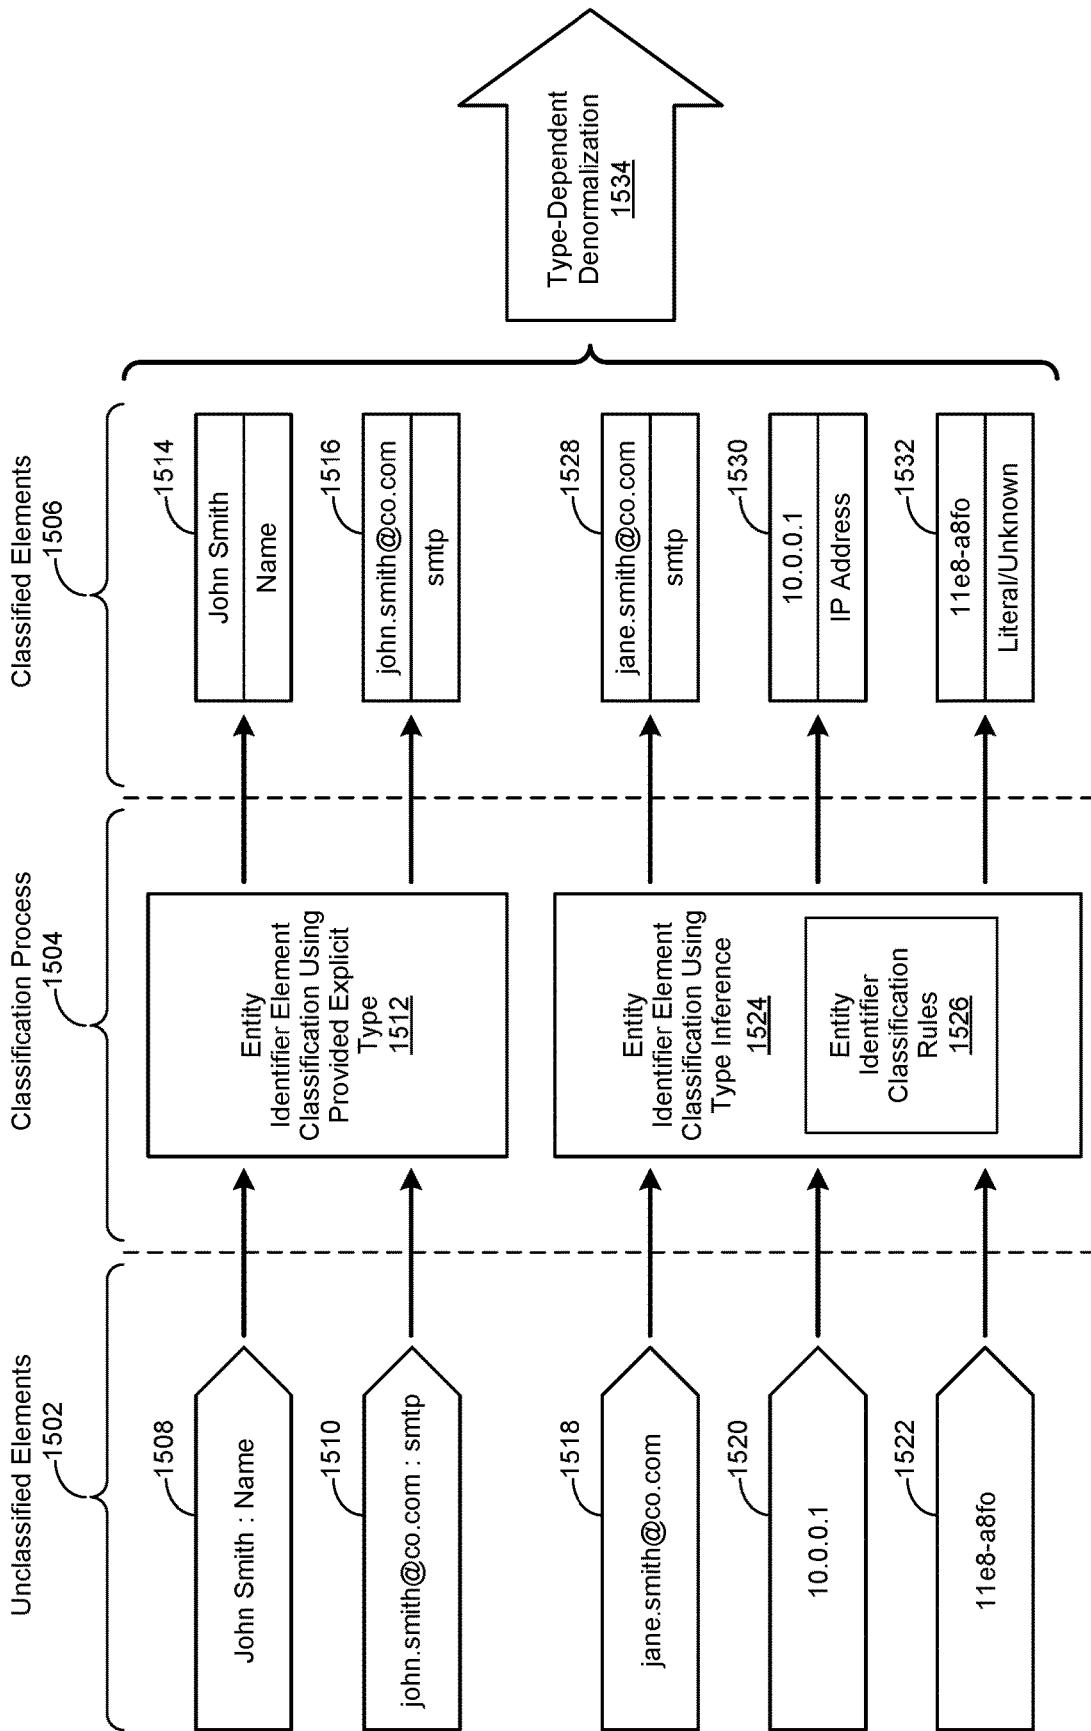 Unclassified Elements
1502
Classification Process
1504
Classified Elements
1506
1508
John Smith : Name
1510
john.smith@co.com : smtp
1518
jane.smith@co.com
1520
10.0.0.1
1522
11e8-a8fo
Entity
Identifier Element
Classification Using
Provided Explicit
Type
1512
Entity
Identifier Element
Classification Using
Type Inference
1524
Entity
Identifier
Classification
Rules
1526
1514
John Smith
Name
1516
john.smith@co.com
smtp
1528
jane.smith@co.com
smtp
1530
10.0.0.1
IP Address
1532
11e8-a8fo
Literal/Unknown
Type-Dependent
Denormalization
1534